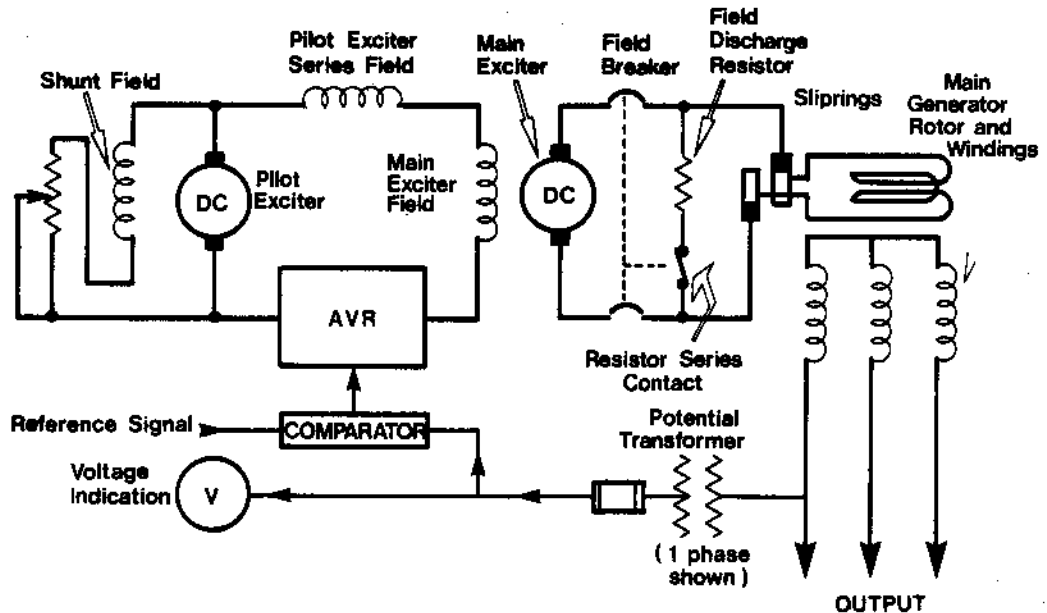 Pilot Exciter
Series Field
Main
Exciter
Field
Breaker
Field
Discharge
Resistor
Shunt Field
Sliprings
Main
Generator
Rotor and
Windings
DC
Pilot
Exciter
Main
Exciter
Field
DC
AVR
Resistor Series
Contact
Reference Signal
COMPARATOR
Potential
Transformer
Voltage
Indication
V
( 1 phase
shown )
OUTPUT